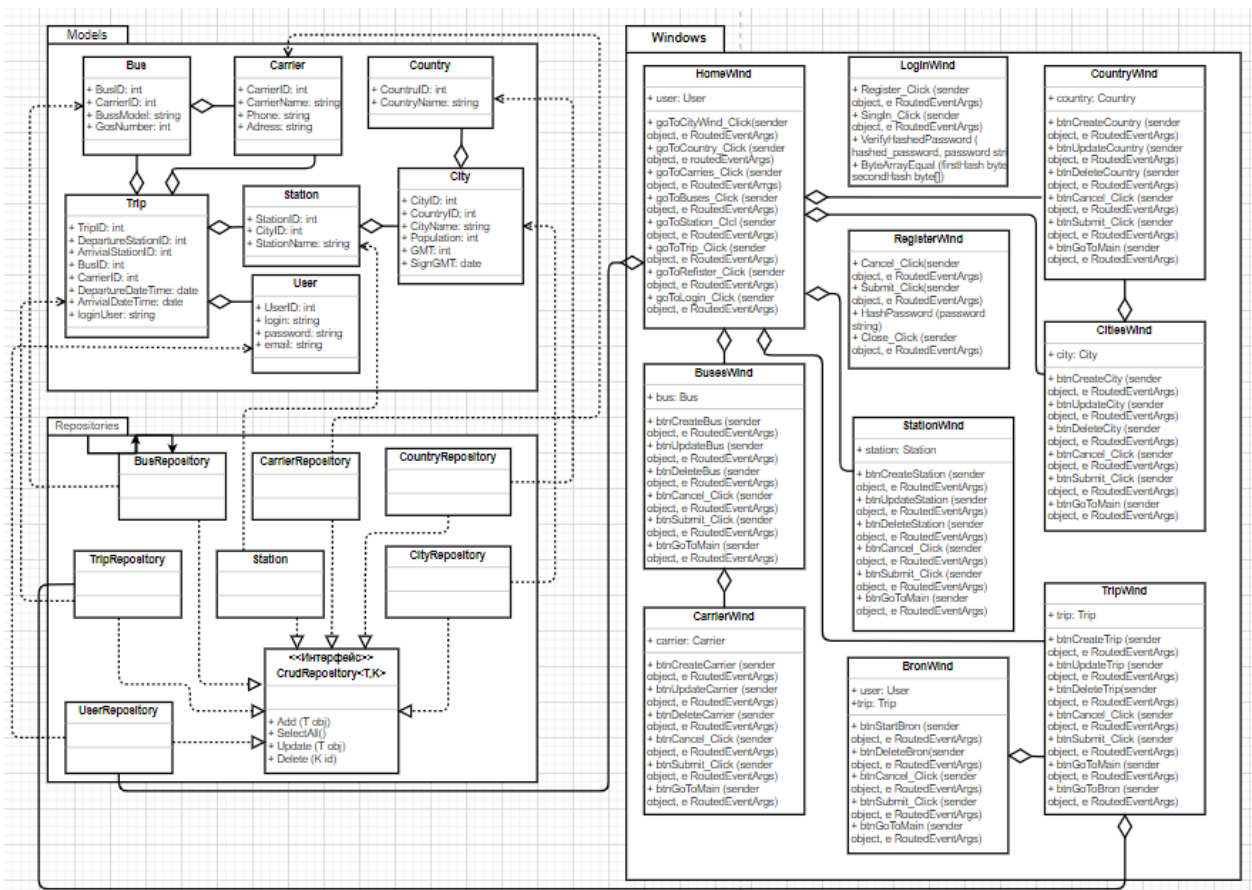 Models
Bus
+ BusID: int
+ CarrierID: int
+ BussModel: string
+ GosNumber: int
Carrier
+ CarrierID: int
+ CarrierName: string
+ Phone: string
+ Adress: string
Country
+ CountruID: int
+ CountryName: string
Trip
+ TripID: int
+ DepartureStationID: int
+ ArrivalStationID: int
+ BusID: int
+ CarrierID: int
+ DepartureDateTime: date
+ ArrivialDateTime: date
+ loginUser: string
Station
+ StationID: int
+ CityID: int
+ StationName: string
City
+ CityID: int
+ CountryID: int
+ CityName: string
+ Population: int
+ GMT: int
+ SignGMT: date
User
+ UserID: int
+ login: string
+ password: string
+ email: string
Repositories
BusRepository
CarrierRepository
CountryRepository
TripRepository
Station
CityRepository
UserRepository
<<Интерфейс>>
CrudRepository<T,K>
+ Add (T obj)
+ SelectAll()
+ Update (T obj)
+ Delete (K id)
Windows
HomeWind
+ user: User
+ goToCityWind_Click(sender
object, e RoutedEventArgs)
+ goToCountry_Click (sender
object, e routedEventArgs)
+ goToCarries_Click (sender
object, e RoutedEventArrgs)
+ goToBuses_Click (sender
object, e RoutedEventArgs)
+ goToStation_Clcl (sender
object, e RoutedEventArgs)
+ goToTrip_Click (sender
object, e RoutedEventArgs)
+ goToRefister_Click (sender
object, e RoutedEventArgs)
+ goToLogin_Click (sender
object, e RoutedEventArgs)
LoginWind
+ Register_Click (sender
object, e RoutedEventArgs)
+ SingIn_Click (sender
object, e RoutedEventArgs)
+ VerifyHashedPassword (
hashed_password, password stri
+ ByteArrayEqual (firstHash byte
secondHash byte[])
CountryWind
+ country: Country
+ btnCreateCountry (sender
object, e RoutedEventArgs)
+ btnUpdateCountry (sender
object, e RoutedEventArgs)
+ btnDeleteCountry (sender
object, e RoutedEventArgs)
+ btnCancel_Click (sender
object, e RoutedEventArgs)
+ btnSubmit_Click (sender
object, e RoutedEventArgs)
+ btnGoToMain (sender
object, e RoutedEventArgs)
RegisterWind
+ Cancel_Click(sender
object, e RoutedEventArgs)
+ Submit_Click(sender
object, e RoutedEventArgs)
+ HashPassword (password
string)
+ Close_Click (sender
object, e RoutedEventArgs)
CitiesWind
+ city: City
+ btnCreateCity (sender
object, e RoutedEventArgs)
+ btnUpdateCity (sender
object, e RoutedEventArgs)
+ btnDeleteCity (sender
object, e RoutedEventArgs)
+ btnCancel_Click (sender
object, e RoutedEventArgs)
+ btnSubmit_Click (sender
object, e RoutedEventArgs)
+ btnGoToMain (sender
object, e RoutedEventArgs)
BusesWind
+ bus: Bus
+ btnCreateBus (sender
object, e RoutedEventArgs)
+ btnUpdateBus (sender
object, e RoutedEventArgs)
+ btnDeleteBus (sender
object, e RoutedEventArgs)
+ btnCancel_Click (sender
object, e RoutedEventArgs)
+ btnSubmit_Click (sender
object, e RoutedEventArgs)
+ btnGoToMain (sender
object, e RoutedEventArgs)
StationWind
+ station: Station
+ btnCreateStation (sender
object, e RoutedEventArgs)
+ btnUpdateStation (sender
object, e RoutedEventArgs)
+ btnDeleteStation (sender
object, e RoutedEventArgs)
+ btnCancel_Click (sender
object, e RoutedEventArgs)
+ btnSubmit_Click (sender
object, e RoutedEventArgs)
+ btnGoToMain (sender
object, e RoutedEventArgs)
CarrierWind
+ carrier: Carrier
+ btnCreateCarrier (sender
object, e RoutedEventArgs)
+ btnUpdateCarrier (sender
object, e RoutedEventArgs)
+ btnDeleteCarrier (sender
object, e RoutedEventArgs)
+ btnCancel_Click (sender
object, e RoutedEventArgs)
+ btnSubmit_Click (sender
object, e RoutedEventArgs)
+ btnGoToMain (sender
object, e RoutedEventArgs)
BronWind
+ user: User
+trip: Trip
+ btnStartBron (sender
object, e RoutedEventArgs)
+ btnDeleteBron(sender
object, e RoutedEventArgs)
+ btnCancel_Click (sender
object, e RoutedEventArgs)
+ btnSubmit_Click (sender
object, e RoutedEventArgs)
+ btnGoToMain (sender
object, e RoutedEventArgs)
TripWind
+ trip: Trip
+ btnCreateTrip (sender
object, e RoutedEventArgs)
+ btnUpdateTrip (sender
object, e RoutedEventArgs)
+ btnDeleteTrip(sender
object, e RoutedEventArgs)
+ btnCancel_Click (sender
object, e RoutedEventArgs)
+ btnSubmit_Click (sender
object, e RoutedEventArgs)
+ btnGoToMain (sender
object, e RoutedEventArgs)
+ btnGoToBron (sender
object, e RoutedEventArgs)